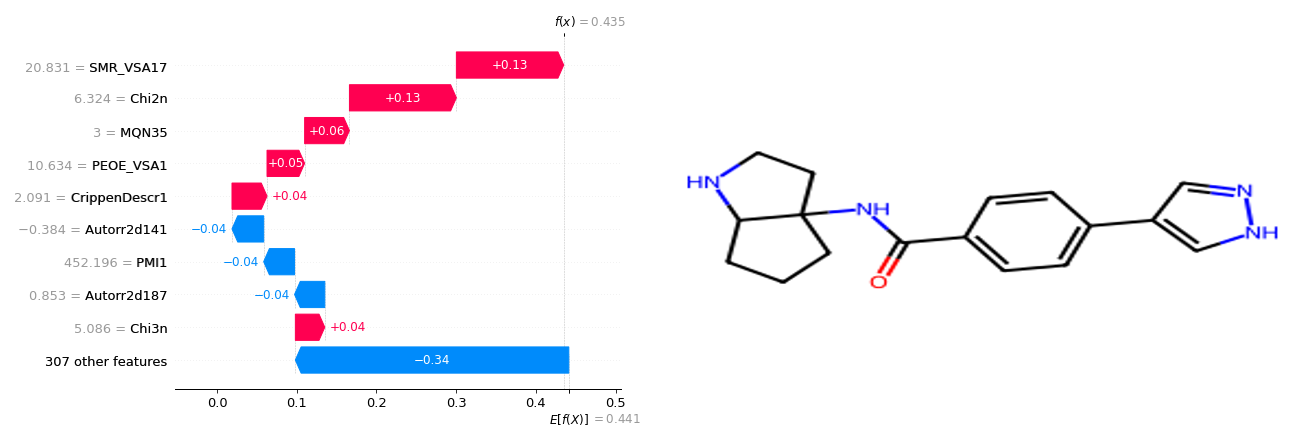 f(x) = 0.435
20.831 = SMR_VSA17
+0.13
6.324 = Chi2n
+0.13
3 = MQN35
+0.06
10.634 = PEOE_VSA1
+0.05
2.091 = CrippenDescr1
+0.04
−0.384 = Autorr2d141
−0.04
452.196 = PMI1
−0.04
0.853 = Autorr2d187
−0.04
5.086 = Chi3n
+0.04
307 other features
−0.34
0.0 0.1 0.2 0.3 0.4 0.5
E[f(X)] = 0.441
HN
NH
O
N
NH